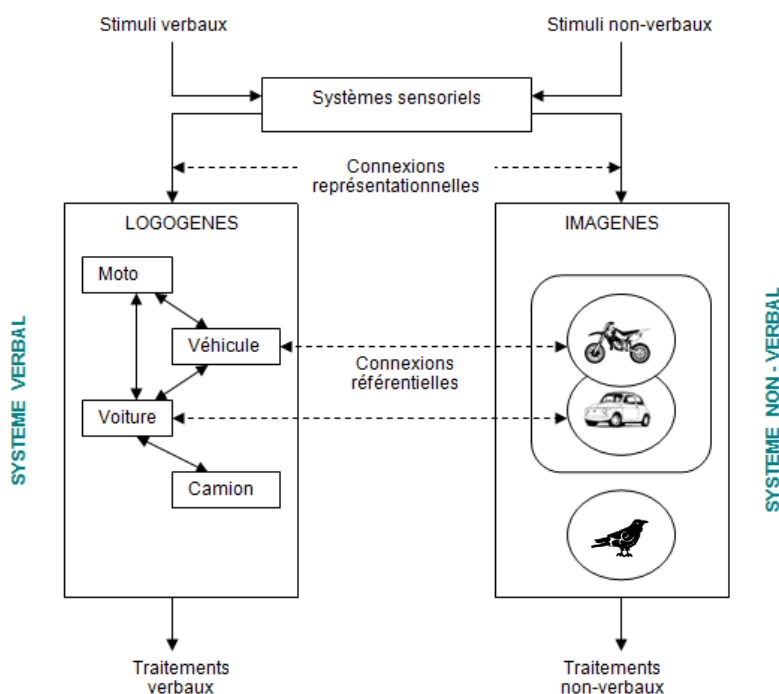 Stimuli verbaux
Stimuli non-verbaux
Systèmes sensoriels
Connexions
représentationnelles
LOGOGENES
IMAGENES
Moto
Véhicule
Connexions
référentielles
Voiture
Camion
SYSTEME VERBAL
SYSTEME NON - VERBAL
Traitements
verbaux
Traitements
non-verbaux